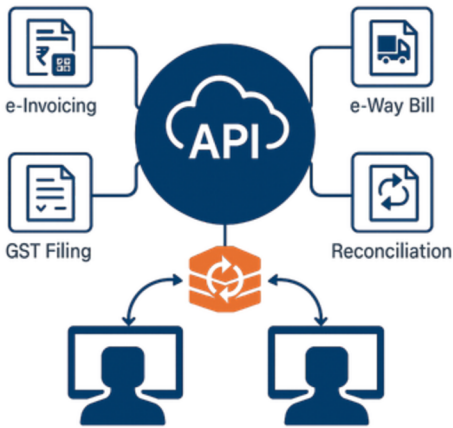 ₹
API
e-Invoicing
e-Way Bill
GST Filing
Reconciliation